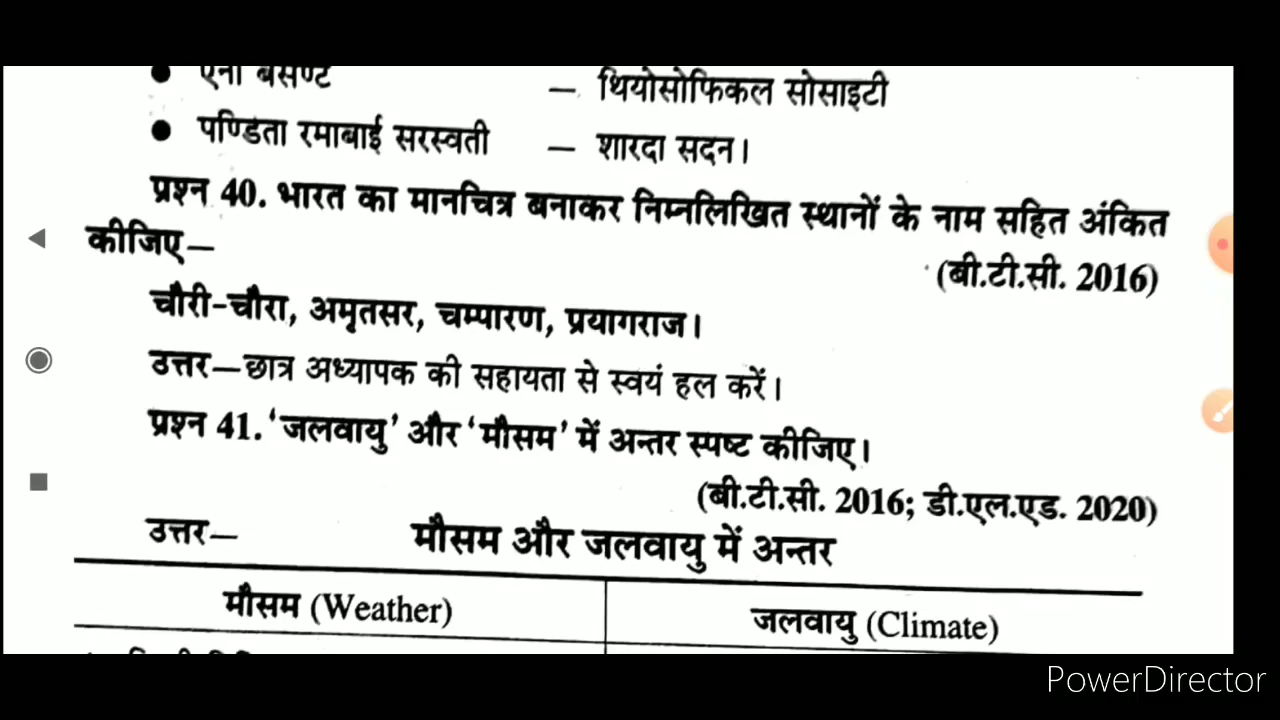 ● एनी बेसेण्ट – थियोसोफिकल सोसाइटी
● पण्डिता रमाबाई सरस्वती – शारदा सदन।
प्रश्न 40. भारत का मानचित्र बनाकर निम्नलिखित स्थानों के नाम सहित अंकित
कीजिए–
(बी.टी.सी. 2016)
चौरी-चौरा, अमृतसर, चम्पारण, प्रयागराज।
उत्तर–छात्र अध्यापक की सहायता से स्वयं हल करें।
प्रश्न 41. ‘जलवायु’ और ‘मौसम’ में अन्तर स्पष्ट कीजिए।
(बी.टी.सी. 2016; डी.एल.एड. 2020)
उत्तर– मौसम और जलवायु में अन्तर
मौसम (Weather) जलवायु (Climate)
PowerDirector